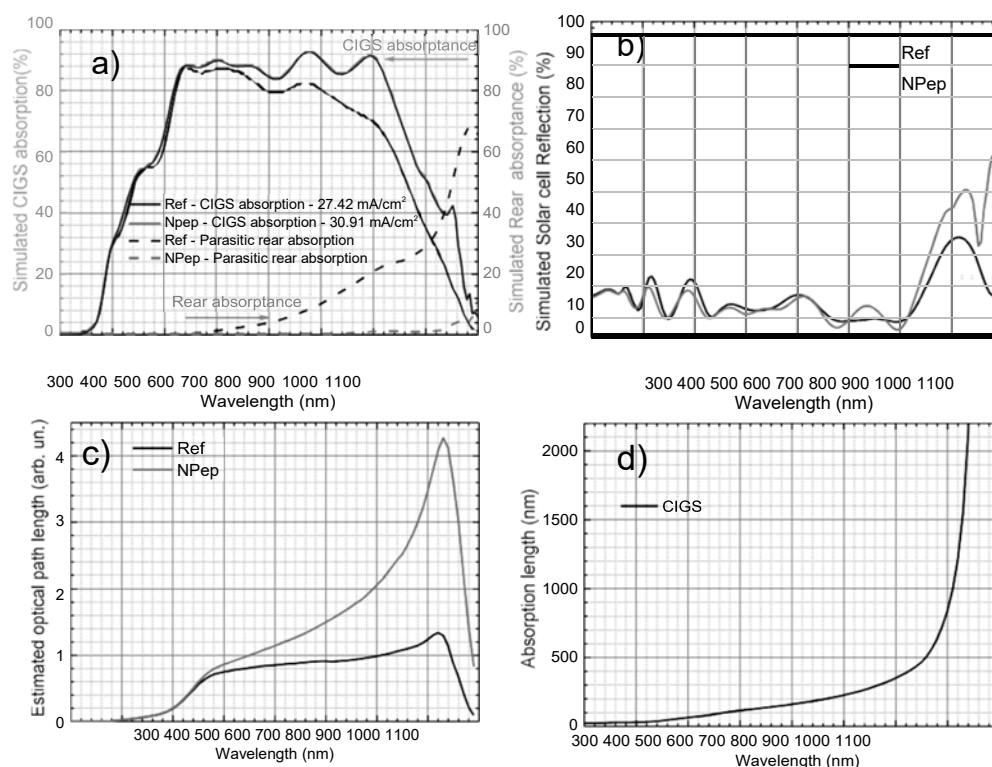 a)
CIGS absorptance
100
80
60
40
20
0
Simulated CIGS absorption(%)
100
80
60
40
20
0
Simulated Rear absorptance (%)
Ref - CIGS absorption - 27.42 mA/cm²
Npep - CIGS absorption - 30.91 mA/cm²
Ref - Parasitic rear absorption
NPep - Parasitic rear absorption
Rear absorptance
300 400 500 600 700 800 900 1000 1100
Wavelength (nm)
b)
Ref
NPep
100
90
80
70
60
50
40
30
20
10
0
Simulated Solar cell Reflection (%)
300 400 500 600 700 800 900 1000 1100
Wavelength (nm)
c)
Ref
NPep
4
3
2
1
0
Estimated optical path length (arb. un.)
300 400 500 600 700 800 900 1000 1100
Wavelength (nm)
d)
CIGS
2000
1500
1000
500
0
Absorption length (nm)
300 400 500 600 700 800 900 1000 1100
Wavelength (nm)